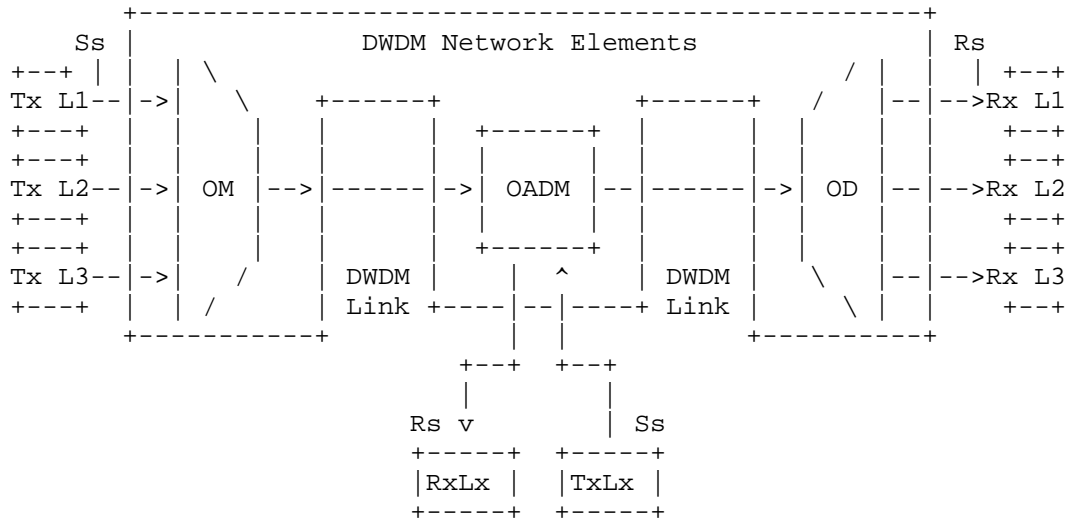 Ss DWDM Network Elements Rs
Tx L1 Rx L1
Tx L2 OM OADM OD Rx L2
Tx L3 DWDM DWDM Rx L3
Link Link
Rs v Ss
RxLx TxLx